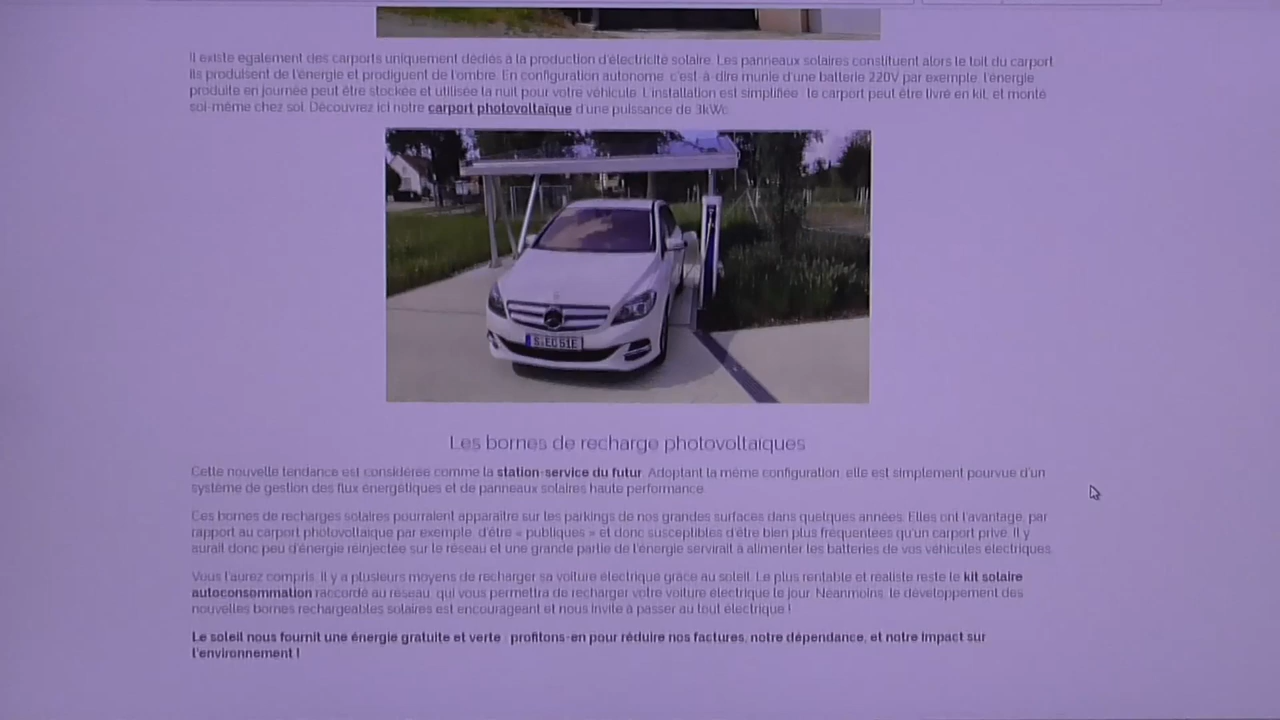 Il existe également des carports uniquement dédiés à la production d'électricité solaire. Les panneaux solaires constituent alors le toit du carport
ils produisent de l'énergie et prodiguent de l'ombre. En configuration autonome, c'est-à-dire munie d'une batterie 220V par exemple, l'énergie
produite en journée peut être stockée et utilisée la nuit pour votre véhicule. L'installation est simplifiée : le carport peut être livré en kit, et monté
soi-même chez soi. Découvrez ici notre carport photovoltaïque d'une puissance de 3kWc.
S:EC 51E
Les bornes de recharge photovoltaïques
Cette nouvelle tendance est considérée comme la station-service du futur. Adoptant la même configuration, elle est simplement pourvue d'un
système de gestion des flux énergétiques et de panneaux solaires haute performance.
Ces bornes de recharges solaires pourraient apparaître sur les parkings de nos grandes surfaces dans quelques années. Elles ont l'avantage, par
rapport au carport photovoltaïque par exemple, d'être « publiques » et donc susceptibles d'être bien plus fréquentées qu'un carport privé. Il y
aurait donc peu d'énergie réinjectée sur le réseau et une grande partie de l'énergie servirait à alimenter les batteries de vos véhicules électriques.
Vous l'aurez compris, il y a plusieurs moyens de recharger sa voiture électrique grâce au soleil. Le plus rentable et réaliste reste le kit solaire
autoconsommation raccordé au réseau, qui vous permettra de recharger votre voiture électrique le jour. Néanmoins, le développement des
nouvelles bornes rechargeables solaires est encourageant et nous invite à passer au tout électrique !
Le soleil nous fournit une énergie gratuite et verte : profitons-en pour réduire nos factures, notre dépendance, et notre impact sur
l'environnement !